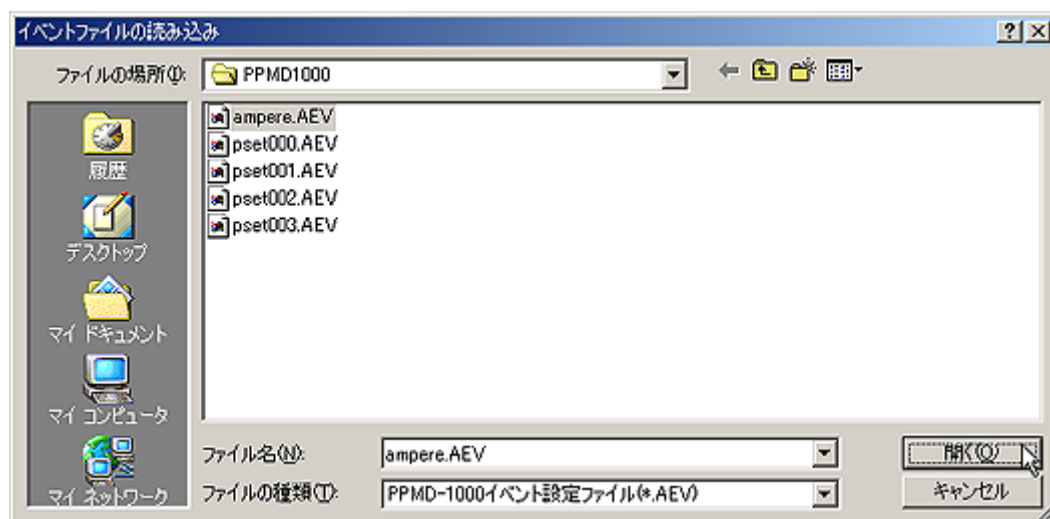 イベントファイルの読み込み
ファイルの場所(I):
PPMD1000
履歴
デスクトップ
マイ ドキュメント
マイ コンピュータ
マイ ネットワーク
ampere.AEV
pset000.AEV
pset001.AEV
pset002.AEV
pset003.AEV
ファイル名(N):
ampere.AEV
開く(O)
ファイルの種類(T):
PPMD-1000イベント設定ファイル(*.AEV)
キャンセル